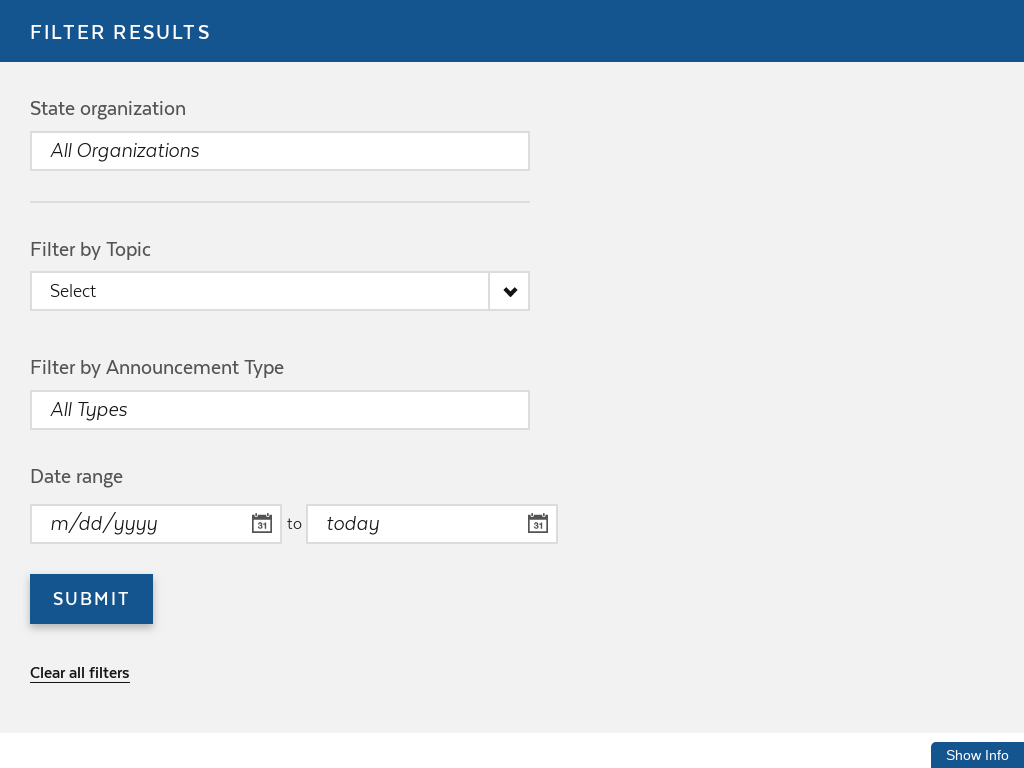 FILTER RESULTS
State organization
All Organizations
Filter by Topic
Select
Filter by Announcement Type
All Types
Date range
m/dd/yyyy 31 to today 31
SUBMIT
Clear all filters
Show Info